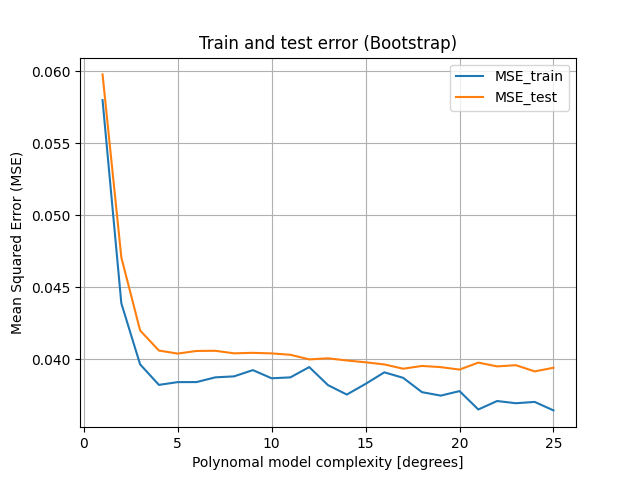 Train and test error (Bootstrap)
MSE_train
MSE_test
0.060
0.055
0.050
0.045
0.040
Mean Squared Error (MSE)
0 5 10 15 20 25
Polynomal model complexity [degrees]